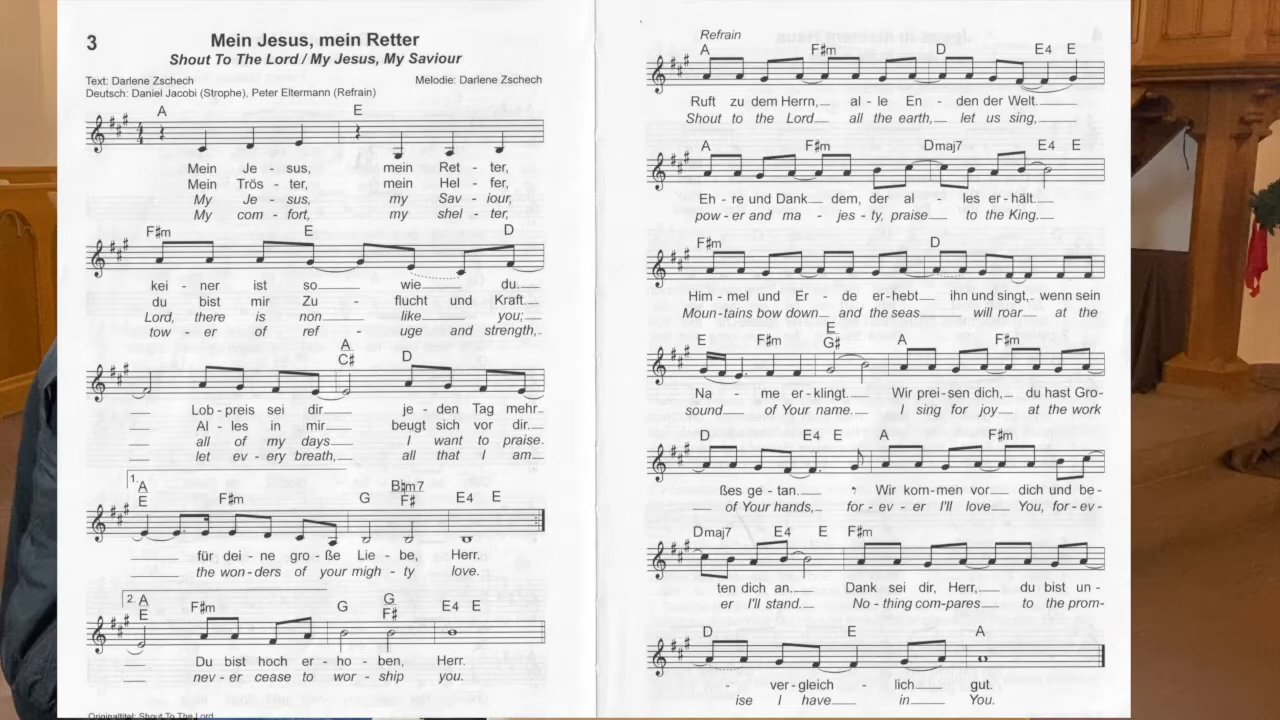 3
Mein Jesus, mein Retter
Shout To The Lord / My Jesus, My Saviour
Text: Darlene Zschech
Melodie: Darlene Zschech
Deutsch: Daniel Jacobi (Strophe), Peter Eltermann (Refrain)
A E
Mein Je - sus, mein Ret - ter,
Mein Trös - ter, mein Hel - fer,
My Je - sus, my Sav - iour,
My com - fort, my shel - ter,
F♯m E D
kei - ner ist so wie du.
du bist mir Zu - flucht und Kraft.
Lord, there is non like you;
tow - er of ref - uge and strength,
A
C♯ D
Lob - preis sei dir je - den Tag mehr
Al - les in mir beugt sich vor dir.
all of my days I want to praise.
let ev - ery breath, all that I am
1. A B♮m7
E F♯m G F♯ E4 E
für dei - ne gro - ße Lie - be, Herr.
the won - ders of your migh - ty love.
2. A G
E F♯m G F♯ E4 E
Du bist hoch er - ho - ben, Herr.
nev - er cease to wor - ship you.
Originaltitel: Shout To The Lord
Refrain
A F♯m D E4 E
Ruft zu dem Herrn, al - le En - den der Welt.
Shout to the Lord all the earth, let us sing,
A F♯m Dmaj7 E4 E
Eh - re und Dank dem, der al - les er - hält.
pow - er and ma - jes - ty, praise to the King.
F♯m D
Him - mel und Er - de er - hebt ihn und singt, wenn sein
Moun - tains bow down and the seas will roar at the
E
E F♯m G♯ A F♯m
Na - me er - klingt. Wir prei - sen dich, du hast Gro-
sound of Your name. I sing for joy at the work
D E4 E A F♯m
ßes ge - tan. Wir kom - men vor dich und be -
of Your hands, for - ev - er I'll love You, for - ev -
Dmaj7 E4 E F♯m
ten dich an. Dank sei dir, Herr, du bist un -
er I'll stand. No - thing com - pares to the prom-
D E A
- ver - gleich - lich gut.
ise I have in You.